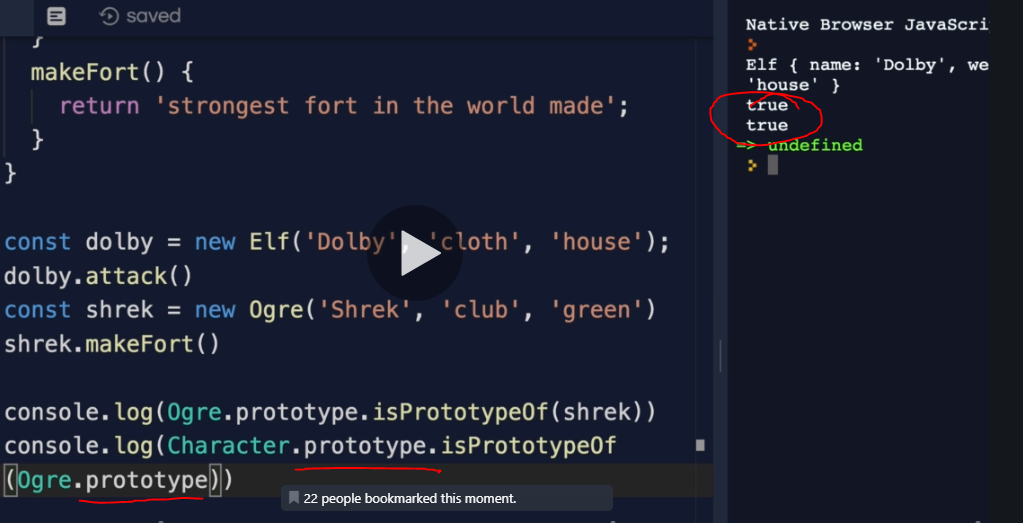 saved
}
makeFort() {
return 'strongest fort in the world made';
}
}
const dolby = new Elf('Dolby', 'cloth', 'house');
dolby.attack()
const shrek = new Ogre('Shrek', 'club', 'green')
shrek.makeFort()
console.log(Ogre.prototype.isPrototypeOf(shrek))
console.log(Character.prototype.isPrototypeOf
(Ogre.prototype))
22 people bookmarked this moment.
Native Browser JavaScri
>
Elf { name: 'Dolby', we
'house' }
true
true
=> undefined
>